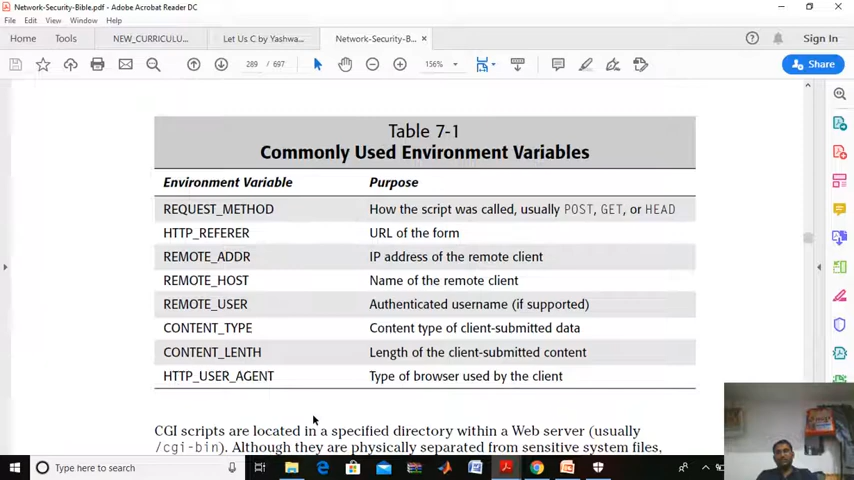 Network-Security-Bible.pdf - Adobe Acrobat Reader DC
File Edit View Window Help
Home Tools NEW_CURRICULU... Let Us C by Yashwa... Network-Security-B... × Sign In
289 / 697 156% Share
Table 7-1
Commonly Used Environment Variables
Environment Variable Purpose
REQUEST_METHOD How the script was called, usually POST, GET, or HEAD
HTTP_REFERER URL of the form
REMOTE_ADDR IP address of the remote client
REMOTE_HOST Name of the remote client
REMOTE_USER Authenticated username (if supported)
CONTENT_TYPE Content type of client-submitted data
CONTENT_LENTH Length of the client-submitted content
HTTP_USER_AGENT Type of browser used by the client
CGI scripts are located in a specified directory within a Web server (usually
/cgi-bin). Although they are physically separated from sensitive system files,
Type here to search